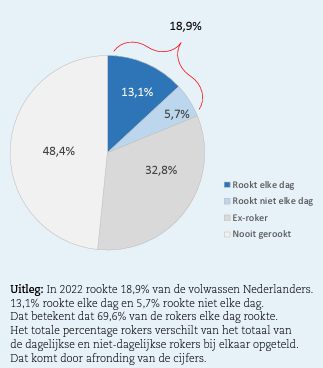 18,9%
13,1%
5,7%
48,4%
32,8%
Rookt elke dag
Rookt niet elke dag
Ex-roker
Nooit gerookt
Uitleg: In 2022 rookte 18,9% van de volwassen Nederlanders.
13,1% rookte elke dag en 5,7% rookte niet elke dag.
Dat betekent dat 69,6% van de rokers elke dag rookte.
Het totale percentage rokers verschilt van het totaal van
de dagelijkse en niet-dagelijkse rokers bij elkaar opgeteld.
Dat komt door afronding van de cijfers.